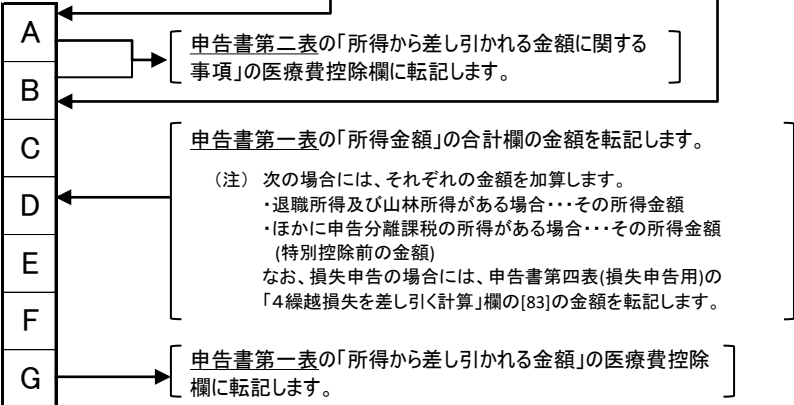 A
申告書第二表の「所得から差し引かれる金額に関する
事項」の医療費控除欄に転記します。
B
C
申告書第一表の「所得金額」の合計欄の金額を転記します。
（注） 次の場合には、それぞれの金額を加算します。
・退職所得及び山林所得がある場合･･･その所得金額
D
・ほかに申告分離課税の所得がある場合･･･その所得金額
(特別控除前の金額)
E
なお、損失申告の場合には、申告書第四表(損失申告用)の
「４繰越損失を差し引く計算」欄の[83]の金額を転記します。
F
申告書第一表の「所得から差し引かれる金額」の医療費控除
G
欄に転記します。